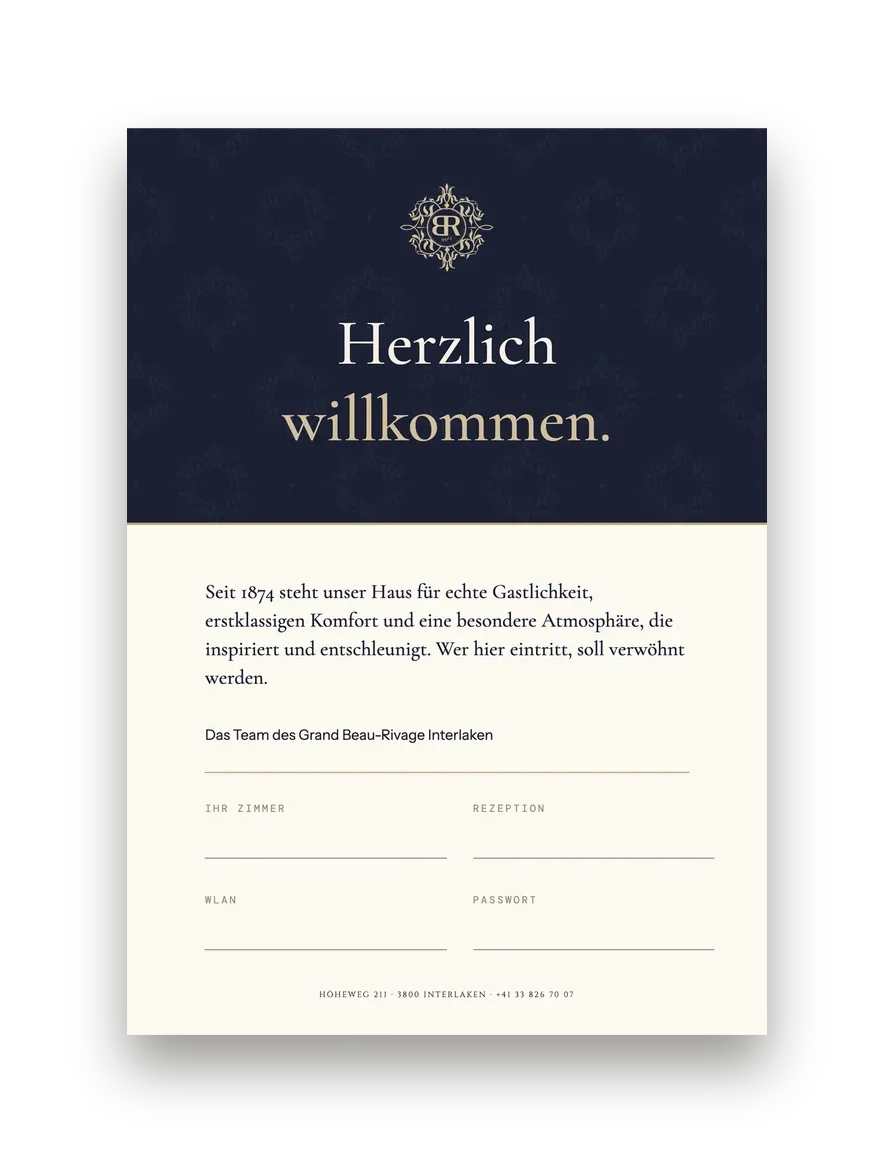 BR
Herzlich
willkommen.
Seit 1874 steht unser Haus für echte Gastlichkeit,
erstklassigen Komfort und eine besondere Atmosphäre, die
inspiriert und entschleunigt. Wer hier eintritt, soll verwöhnt
werden.
Das Team des Grand Beau-Rivage Interlaken
IHR ZIMMER
REZEPTION
WLAN
PASSWORT
HÖHEWEG 211 · 3800 INTERLAKEN · +41 33 826 70 07